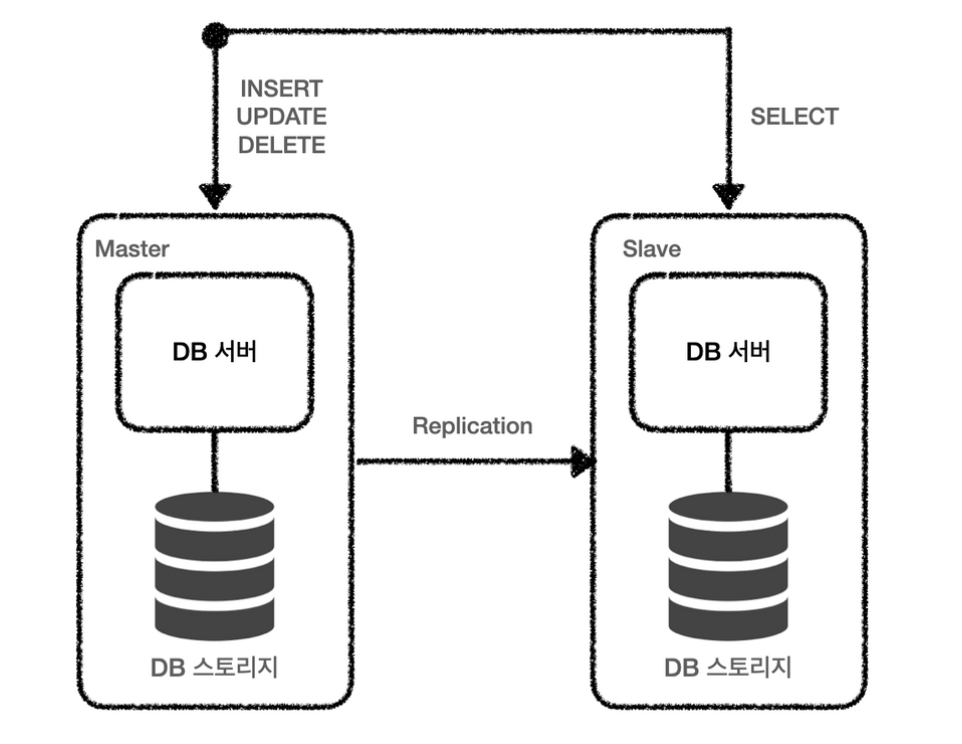 INSERT
UPDATE
DELETE
SELECT
Master
Slave
DB 서버
DB 서버
Replication
DB 스토리지
DB 스토리지